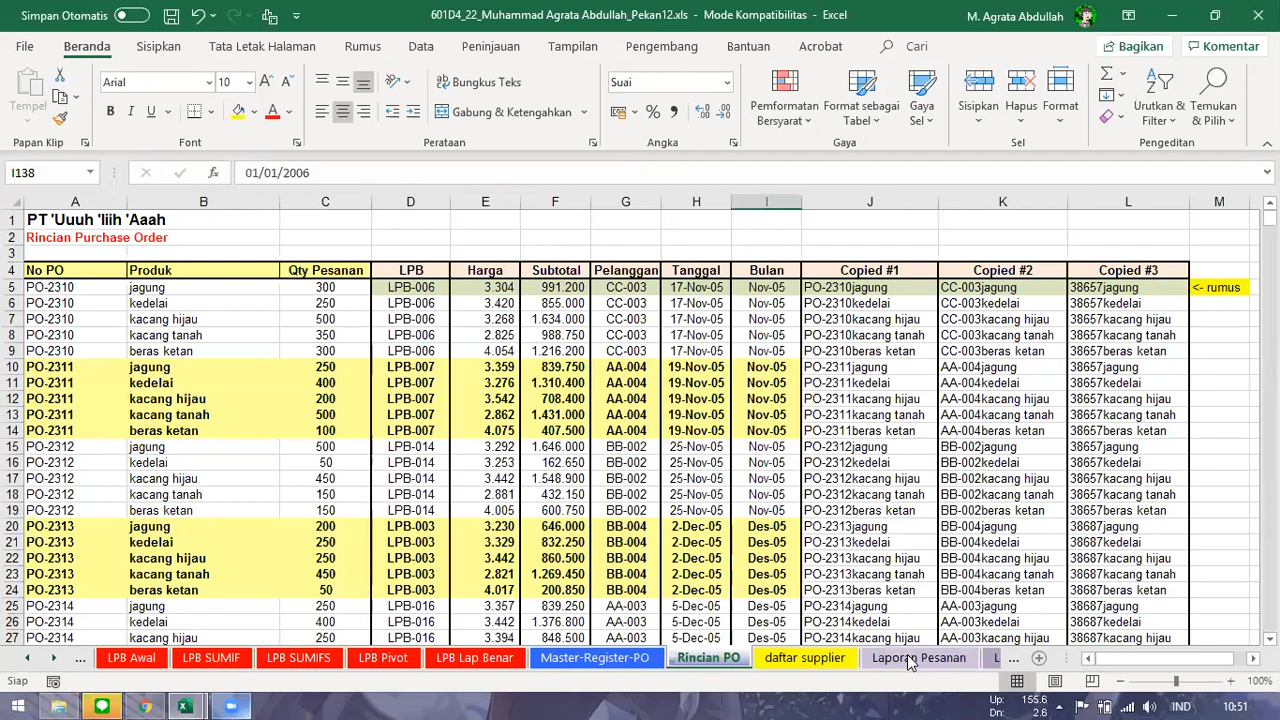 Simpan Otomatis
601D4_22_Muhammad Agrata Abdullah_Pekan12.xls - Mode Kompatibilitas - Excel
M. Agrata Abdullah
File Beranda Sisipkan Tata Letak Halaman Rumus Data Peninjauan Tampilan Pengembang Bantuan Acrobat Cari Bagikan Komentar
Arial 10 Bungkus Teks Suai
Tempel Gabung & Ketengahkan Pemformatan Bersyarat Format sebagai Tabel Gaya Sel Sisipkan Hapus Format Urutkan & Filter Temukan & Pilih
Papan Klip Font Perataan Angka Gaya Sel Pengeditan
I138 fx 01/01/2006
A B C D E F G H I J K L M
1 PT 'Uuuh 'Iiih 'Aaah
2 Rincian Purchase Order
3
4 No PO Produk Qty Pesanan LPB Harga Subtotal Pelanggan Tanggal Bulan Copied #1 Copied #2 Copied #3
5 PO-2310 jagung 300 LPB-006 3.304 991.200 CC-003 17-Nov-05 Nov-05 PO-2310jagung CC-003jagung 38657jagung <- rumus
6 PO-2310 kedelai 250 LPB-006 3.420 855.000 CC-003 17-Nov-05 Nov-05 PO-2310kedelai CC-003kedelai 38657kedelai
7 PO-2310 kacang hijau 500 LPB-006 3.268 1.634.000 CC-003 17-Nov-05 Nov-05 PO-2310kacang hijau CC-003kacang hijau 38657kacang hijau
8 PO-2310 kacang tanah 350 LPB-006 2.825 988.750 CC-003 17-Nov-05 Nov-05 PO-2310kacang tanah CC-003kacang tanah 38657kacang tanah
9 PO-2310 beras ketan 300 LPB-006 4.054 1.216.200 CC-003 17-Nov-05 Nov-05 PO-2310beras ketan CC-003beras ketan 38657beras ketan
10 PO-2311 jagung 250 LPB-007 3.359 839.750 AA-004 19-Nov-05 Nov-05 PO-2311jagung AA-004jagung 38657jagung
11 PO-2311 kedelai 400 LPB-007 3.276 1.310.400 AA-004 19-Nov-05 Nov-05 PO-2311kedelai AA-004kedelai 38657kedelai
12 PO-2311 kacang hijau 200 LPB-007 3.542 708.400 AA-004 19-Nov-05 Nov-05 PO-2311kacang hijau AA-004kacang hijau 38657kacang hijau
13 PO-2311 kacang tanah 500 LPB-007 2.862 1.431.000 AA-004 19-Nov-05 Nov-05 PO-2311kacang tanah AA-004kacang tanah 38657kacang tanah
14 PO-2311 beras ketan 100 LPB-007 4.075 407.500 AA-004 19-Nov-05 Nov-05 PO-2311beras ketan AA-004beras ketan 38657beras ketan
15 PO-2312 jagung 500 LPB-014 3.292 1.646.000 BB-002 25-Nov-05 Nov-05 PO-2312jagung BB-002jagung 38657jagung
16 PO-2312 kedelai 50 LPB-014 3.253 162.650 BB-002 25-Nov-05 Nov-05 PO-2312kedelai BB-002kedelai 38657kedelai
17 PO-2312 kacang hijau 450 LPB-014 3.442 1.548.900 BB-002 25-Nov-05 Nov-05 PO-2312kacang hijau BB-002kacang hijau 38657kacang hijau
18 PO-2312 kacang tanah 150 LPB-014 2.881 432.150 BB-002 25-Nov-05 Nov-05 PO-2312kacang tanah BB-002kacang tanah 38657kacang tanah
19 PO-2312 beras ketan 150 LPB-014 4.005 600.750 BB-002 25-Nov-05 Nov-05 PO-2312beras ketan BB-002beras ketan 38657beras ketan
20 PO-2313 jagung 200 LPB-003 3.230 646.000 BB-004 2-Dec-05 Des-05 PO-2313jagung BB-004jagung 38687jagung
21 PO-2313 kedelai 250 LPB-003 3.329 832.250 BB-004 2-Dec-05 Des-05 PO-2313kedelai BB-004kedelai 38687kedelai
22 PO-2313 kacang hijau 250 LPB-003 3.442 860.500 BB-004 2-Dec-05 Des-05 PO-2313kacang hijau BB-004kacang hijau 38687kacang hijau
23 PO-2313 kacang tanah 450 LPB-003 2.821 1.269.450 BB-004 2-Dec-05 Des-05 PO-2313kacang tanah BB-004kacang tanah 38687kacang tanah
24 PO-2313 beras ketan 50 LPB-003 4.017 200.850 BB-004 2-Dec-05 Des-05 PO-2313beras ketan BB-004beras ketan 38687beras ketan
25 PO-2314 jagung 250 LPB-016 3.357 839.250 AA-003 5-Dec-05 Des-05 PO-2314jagung AA-003jagung 38687jagung
26 PO-2314 kedelai 400 LPB-016 3.442 1.376.800 AA-003 5-Dec-05 Des-05 PO-2314kedelai AA-003kedelai 38687kedelai
27 PO-2314 kacang hijau 250 LPB-016 3.394 848.500 AA-003 5-Dec-05 Des-05 PO-2314kacang hijau AA-003kacang hijau 38687kacang hijau
... LPB Awal LPB SUMIF LPB SUMIFS LPB Pivot LPB Lap Benar Master-Register-PO Rincian PO daftar supplier Laporan Pesanan L ...
Siap 100%
Up: 155.6
Dn: 2.6
IND 10:51